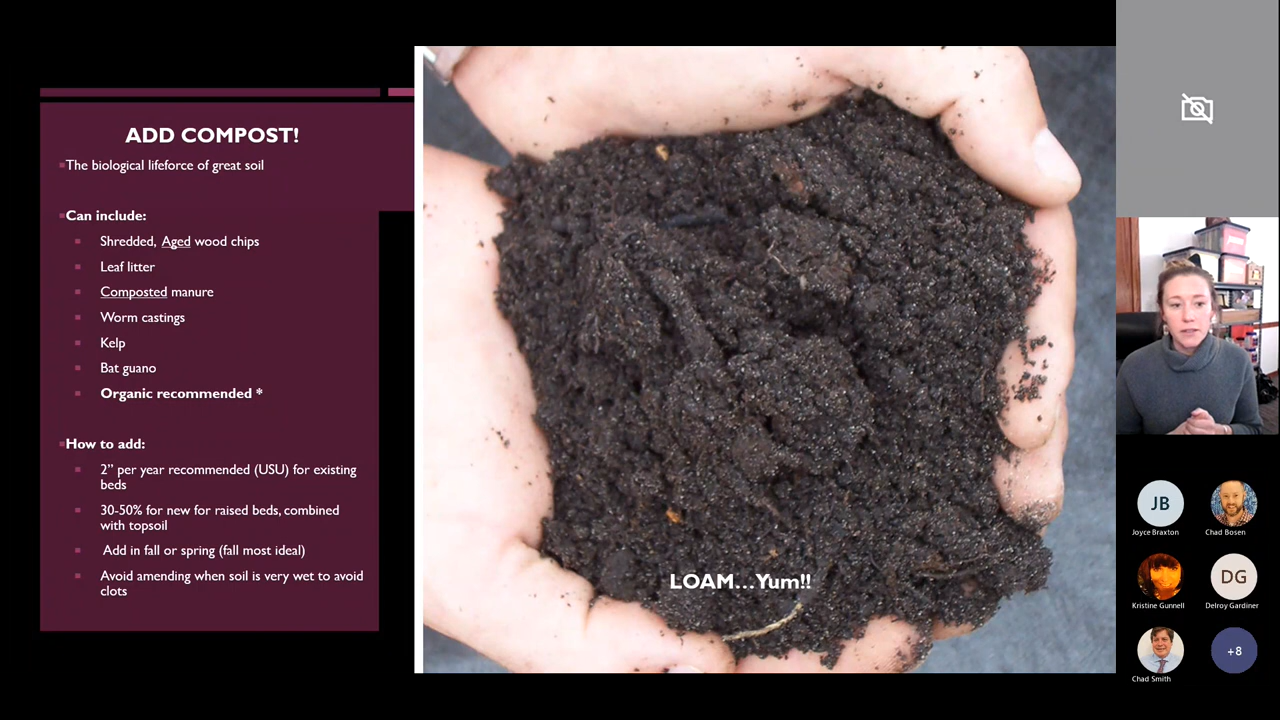 ADD COMPOST!
The biological lifeforce of great soil
Can include:
Shredded, Aged wood chips
Leaf litter
Composted manure
Worm castings
Kelp
Bat guano
Organic recommended *
How to add:
2” per year recommended (USU) for existing
beds
30-50% for new for raised beds, combined
with topsoil
Add in fall or spring (fall most ideal)
Avoid amending when soil is very wet to avoid
clots
LOAM…Yum!!
JB
Joyce Braxton
Chad Bosen
Kristine Gunnell
DG
Delroy Gardiner
Chad Smith
+8